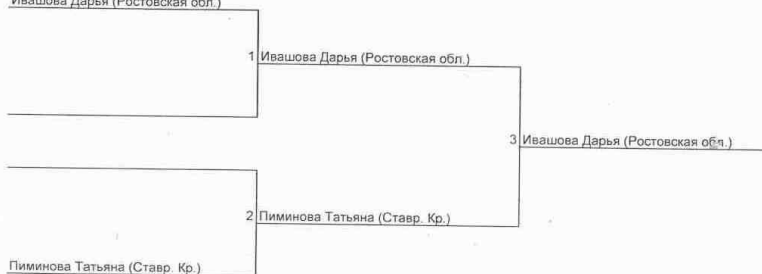 Ивашова Дарья (Ростовская обл.)
1 Ивашова Дарья (Ростовская обл.)
3 Ивашова Дарья (Ростовская обл.)
2 Пиминова Татьяна (Ставр. Кр.)
Пиминова Татьяна (Ставр. Кр.)